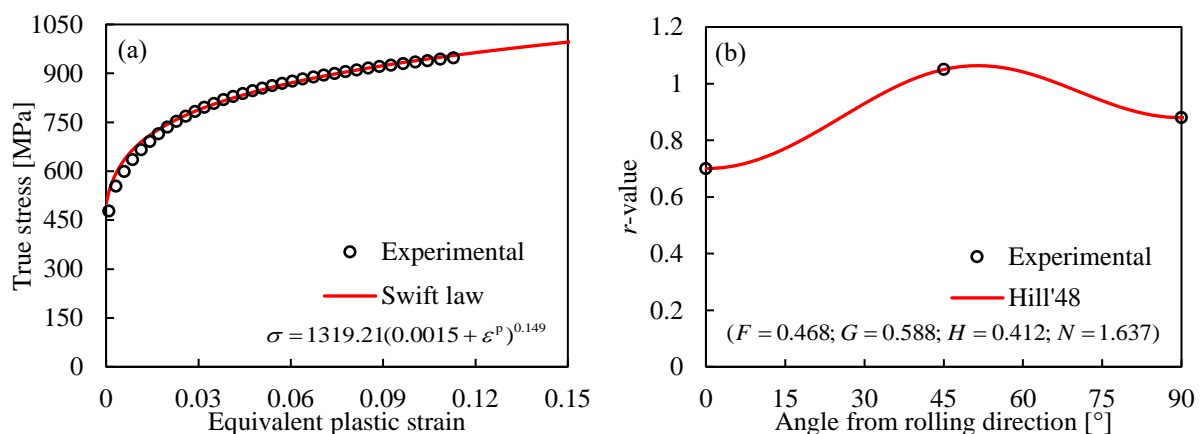 (a)
True stress [MPa]
1050
900
750
600
450
300
150
0
0
0.03
0.06
0.09
0.12
0.15
Equivalent plastic strain
Experimental
Swift law
σ = 1319.21(0.0015 + ε^p)^0.149
(b)
r-value
1.2
1
0.8
0.6
0.4
0.2
0
0
15
30
45
60
75
90
Angle from rolling direction [°]
Experimental
Hill'48
(F = 0.468; G = 0.588; H = 0.412; N = 1.637)